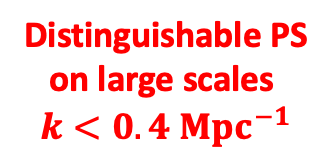 Distinguishable PS
on large scales
k < 0.4 Mpc⁻¹